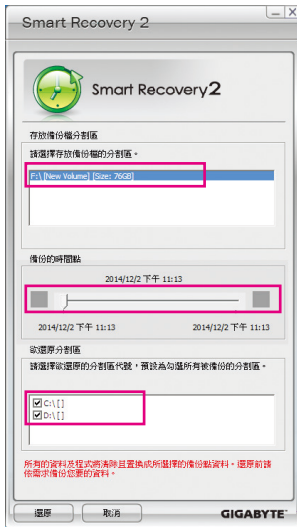 Smart Recovery 2
Smart Recovery2
存放備份檔分割區
請選擇存放備份檔的分割區。
F:\ [New Volume] [Size: 76GB]
備份的時間點
2014/12/2 下午 11:13
2014/12/2 下午 11:13 2014/12/2 下午 11:13
欲還原分割區
請選擇欲還原的分割區代號，預設為勾選所有被備份的分割區。
C:\ []
D:\ []
所有的資料及程式將清除且置換成所選擇的備份點資料。還原前請
依需求備份您要的資料。
還原 取消 GIGABYTE